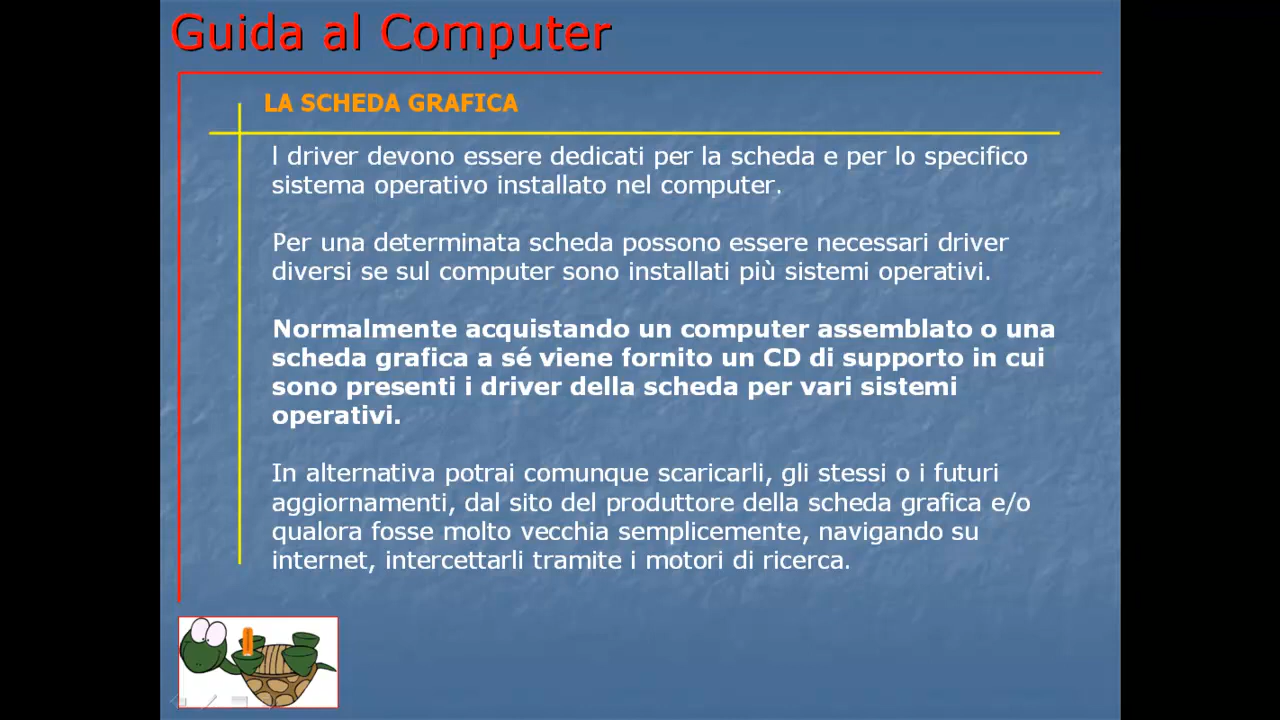 Guida al Computer
LA SCHEDA GRAFICA
I driver devono essere dedicati per la scheda e per lo specifico
sistema operativo installato nel computer.
Per una determinata scheda possono essere necessari driver
diversi se sul computer sono installati più sistemi operativi.
Normalmente acquistando un computer assemblato o una
scheda grafica a sé viene fornito un CD di supporto in cui
sono presenti i driver della scheda per vari sistemi
operativi.
In alternativa potrai comunque scaricarli, gli stessi o i futuri
aggiornamenti, dal sito del produttore della scheda grafica e/o
qualora fosse molto vecchia semplicemente, navigando su
internet, intercettarli tramite i motori di ricerca.